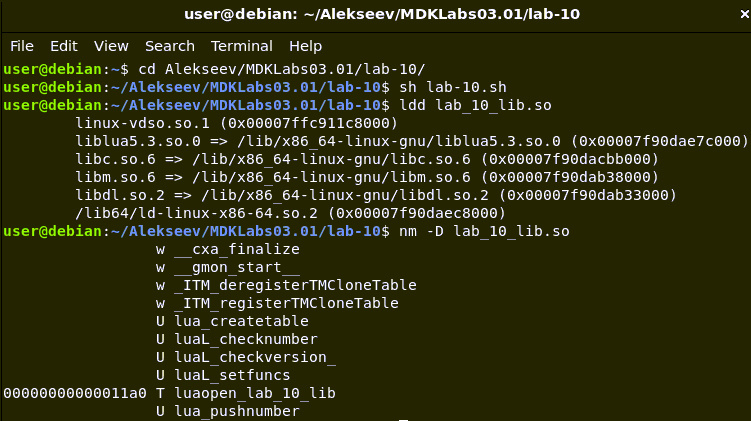 user@debian: ~/Alekseev/MDKLabs03.01/lab-10
File Edit View Search Terminal Help
user@debian:~$ cd Alekseev/MDKLabs03.01/lab-10/
user@debian:~/Alekseev/MDKLabs03.01/lab-10$ sh lab-10.sh
user@debian:~/Alekseev/MDKLabs03.01/lab-10$ ldd lab_10_lib.so
linux-vdso.so.1 (0x00007ffc911c8000)
liblua5.3.so.0 => /lib/x86_64-linux-gnu/liblua5.3.so.0 (0x00007f90dae7c000)
libc.so.6 => /lib/x86_64-linux-gnu/libc.so.6 (0x00007f90dacbb000)
libm.so.6 => /lib/x86_64-linux-gnu/libm.so.6 (0x00007f90dab38000)
libdl.so.2 => /lib/x86_64-linux-gnu/libdl.so.2 (0x00007f90dab33000)
/lib64/ld-linux-x86-64.so.2 (0x00007f90daec8000)
user@debian:~/Alekseev/MDKLabs03.01/lab-10$ nm -D lab_10_lib.so
w __cxa_finalize
w __gmon_start__
w _ITM_deregisterTMCloneTable
w _ITM_registerTMCloneTable
U lua_createtable
U luaL_checknumber
U luaL_checkversion_
U luaL_setfuncs
00000000000011a0 T luaopen_lab_10_lib
U lua_pushnumber